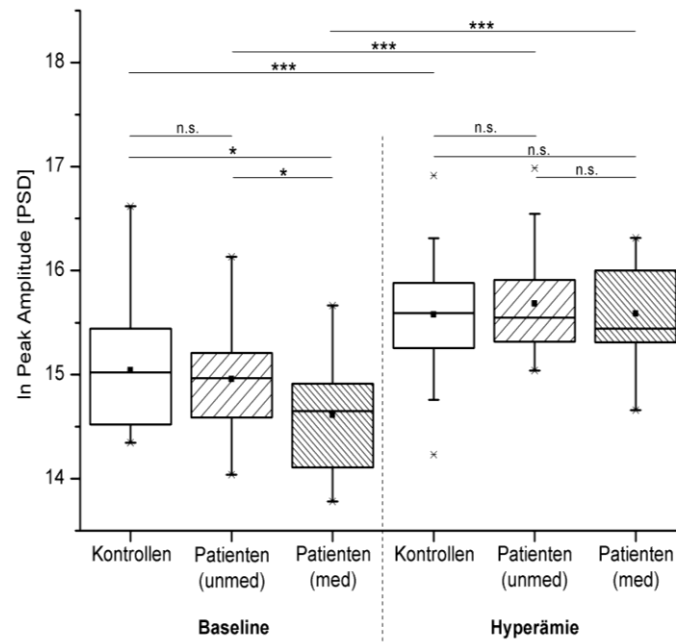 18
17
16
15
14
ln Peak Amplitude [PSD]
***
***
***
n.s.
*
*
n.s.
n.s.
n.s.
Kontrollen
Patienten
(unmed)
Patienten
(med)
Kontrollen
Patienten
(unmed)
Patienten
(med)
Baseline
Hyperämie